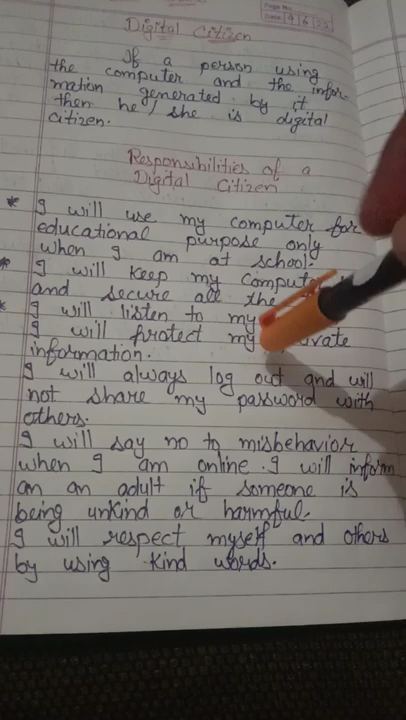 Page No.
Date
Digital Citizen
If a person using
the computer and the infor-
mation generated by it
then he / she is digital
citizen.
Responsibilities of a
Digital Citizen
* I will use my computer for
educational purpose only
when I am at school.
* I will keep my computer
and secure all the
* I will listen to my
I will protect my
information.
I will always log out and will
not share my password with
others.
I will say no to misbehavior
when I am online. I will inform
an an adult if someone is
being unkind or harmful.
I will respect myself and others
by using kind words.